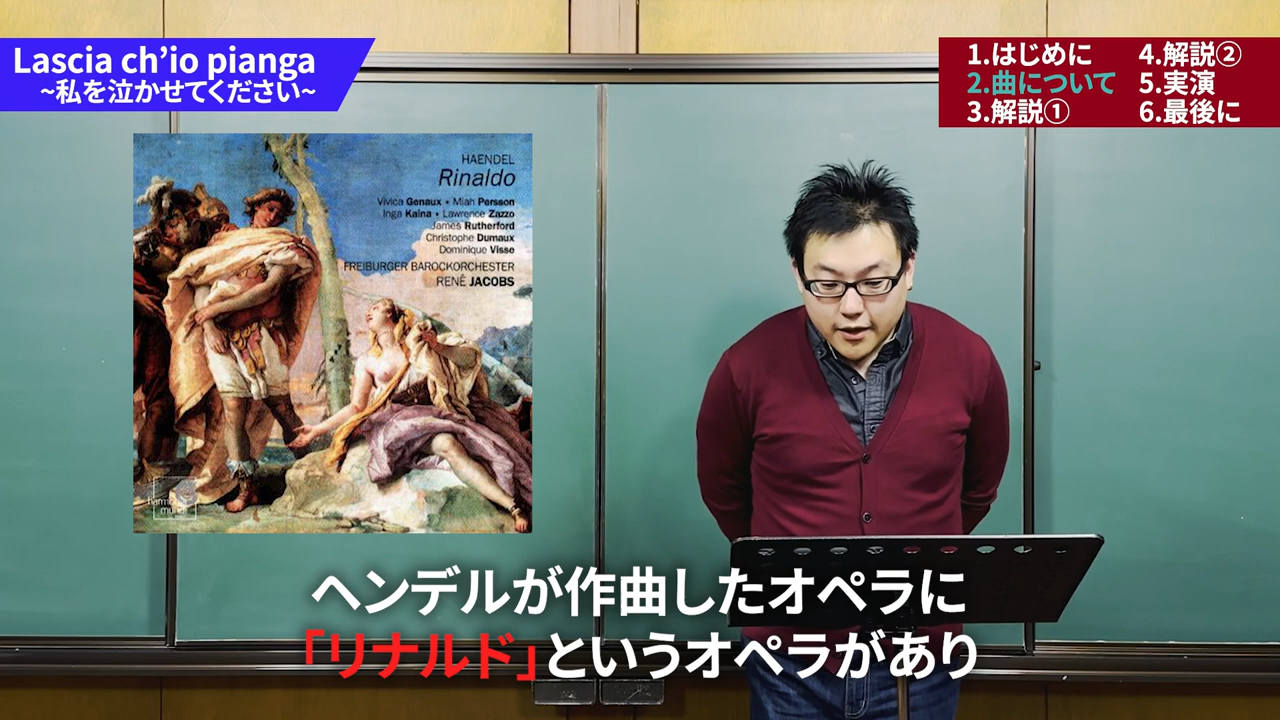 Lascia ch’io pianga
~私を泣かせてください~
1.はじめに
2.曲について
3.解説①
4.解説②
5.実演
6.最後に
HAENDEL
Rinaldo
Vivica Genaux • Miah Persson
Inga Kalna • Lawrence Zazzo
James Rutherford
Christophe Dumaux
Dominique Visse
FREIBURGER BAROCKORCHESTER
RENÉ JACOBS
ヘンデルが作曲したオペラに
「リナルド」というオペラがあり